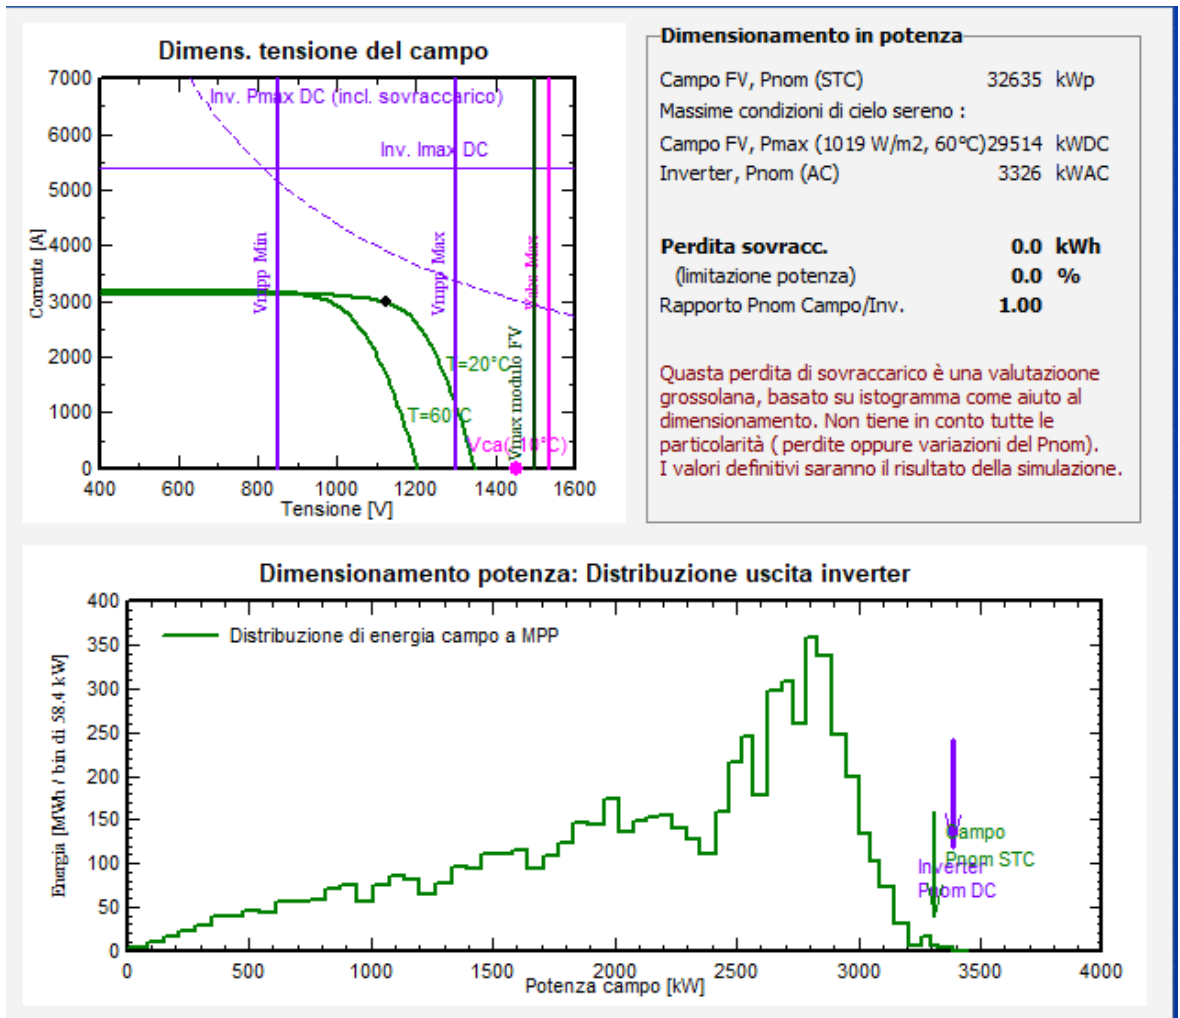 Dimens. tensione del campo
7000
6000
5000
4000
3000
2000
1000
0
Corrente [A]
Inv. Pmax DC (incl. sovraccarico)
Inv. Imax DC
Vmpp Min
Vmpp Max
Vabs Max
Vmax modulo FV
T=20°C
T=60°C
Vca(-10°C)
400 600 800 1000 1200 1400 1600
Tensione [V]
Dimensionamento in potenza
Campo FV, Pnom (STC) 32635 kWp
Massime condizioni di cielo sereno :
Campo FV, Pmax (1019 W/m2, 60°C) 29514 kWDC
Inverter, Pnom (AC) 3326 kWAC
Perdita sovracc. 0.0 kWh
(limitazione potenza) 0.0 %
Rapporto Pnom Campo/Inv. 1.00
Quasta perdita di sovraccarico è una valutazioone
grossolana, basato su istogramma come aiuto al
dimensionamento. Non tiene in conto tutte le
particolarità ( perdite oppure variazioni del Pnom).
I valori definitivi saranno il risultato della simulazione.
Dimensionamento potenza: Distribuzione uscita inverter
400
350
300
250
200
150
100
50
0
Energia [MWh / bin di 58.4 kW]
Distribuzione di energia campo a MPP
Campo
Pnom STC
Inverter
Pnom DC
0 500 1000 1500 2000 2500 3000 3500 4000
Potenza campo [kW]